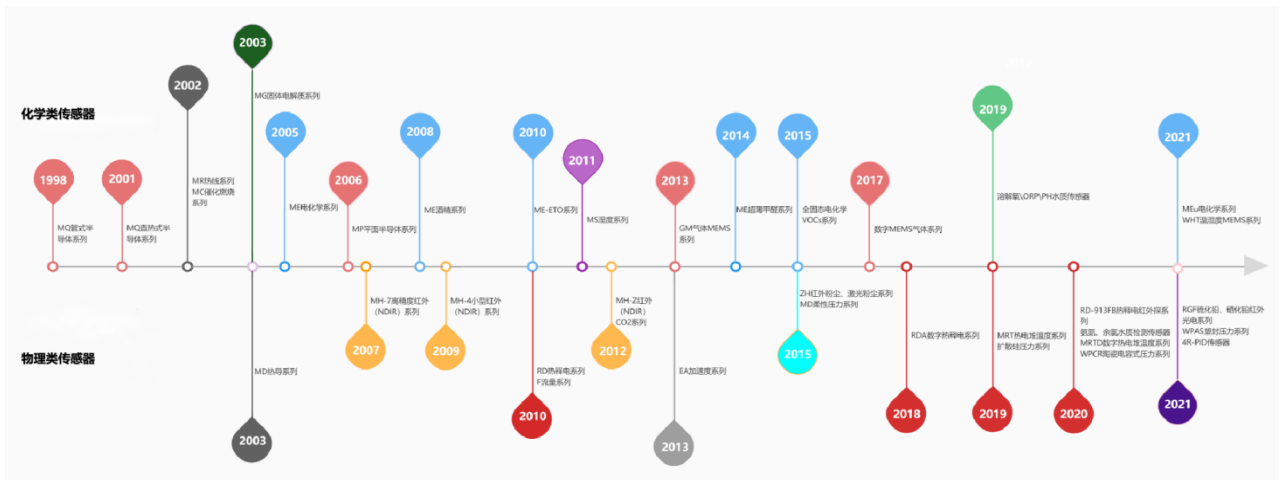 化学类传感器
1998
MQ管式半
导体系列
2001
MQ直热式半
导体系列
2002
MR热线系列
MC催化燃烧
系列
2003
MG固体电解质系列
2005
ME电化学系列
2006
MP平面半导体系列
2008
ME酒精系列
2010
ME-ETO系列
2011
MS湿度系列
2013
GM气体MEMS
系列
2014
ME超薄甲醛系列
2015
全固态电化学
VOCs系列
2017
数字MEMS气体系列
2019
溶解氧\ORP\PH水质传感器
2021
MEu电化学系列
WHT温湿度MEMS系列
物理类传感器
MD热导系列
2003
MH-7高精度红外
（NDIR）系列
2007
MH-4小型红外
（NDIR）系列
2009
RD热释电系列
F流量系列
2010
MH-Z红外
（NDIR）
CO2系列
2012
EA加速度系列
2013
ZH红外粉尘、激光粉尘系列
MD柔性压力系列
2015
RDA数字热释电系列
2018
MRT热电堆温度系列
扩散硅压力系列
2019
RD-913FB热释电红外探系
列
氨氮、余氯水质检测传感器
MRTD数字热电堆温度系列
WPCR陶瓷电容式压力系列
2020
RGF硫化铅、硒化铅红外
光电系列
WPAS塑封压力系列
4R-PID传感器
2021